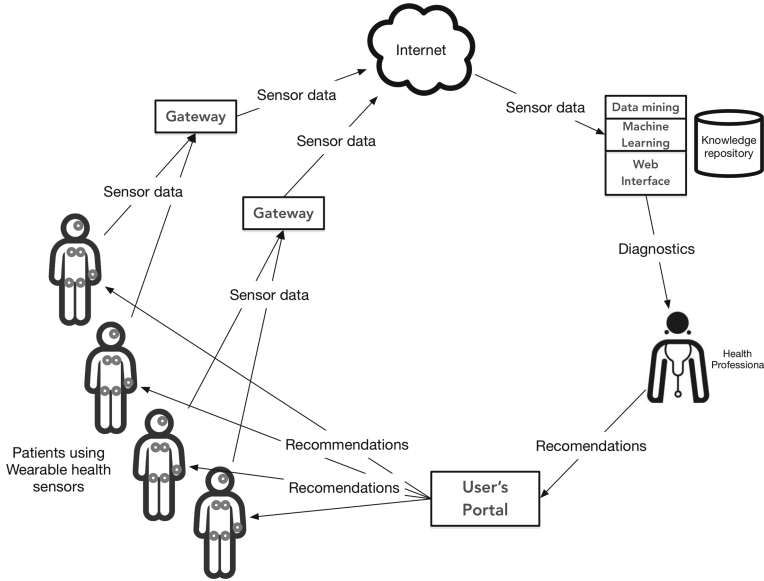 Internet
Sensor data
Gateway
Sensor data
Sensor data
Data mining
Machine
Learning
Web
Interface
Knowledge
repository
Sensor data
Gateway
Diagnostics
Sensor data
Health
Professiona
Patients using
Wearable health
sensors
Recommendations
Recomendations
Recomendations
User's
Portal